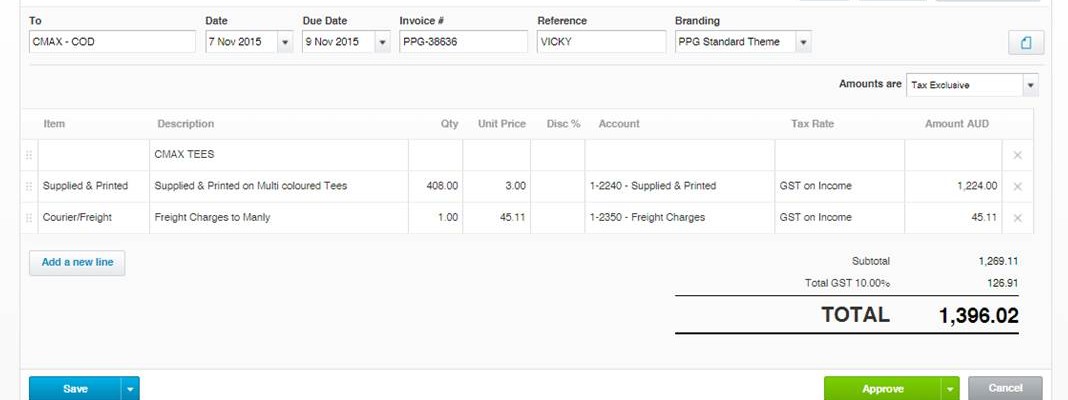 To Date Due Date Invoice # Reference Branding
CMAX - COD 7 Nov 2015 9 Nov 2015 PPG-38636 VICKY PPG Standard Theme
Amounts are Tax Exclusive
Item Description Qty Unit Price Disc % Account Tax Rate Amount AUD
CMAX TEES
Supplied & Printed Supplied & Printed on Multi coloured Tees 408.00 3.00 1-2240 - Supplied & Printed GST on Income 1,224.00
Courier/Freight Freight Charges to Manly 1.00 45.11 1-2350 - Freight Charges GST on Income 45.11
Add a new line Subtotal 1,269.11
Total GST 10.00% 126.91
TOTAL 1,396.02
Save Approve Cancel